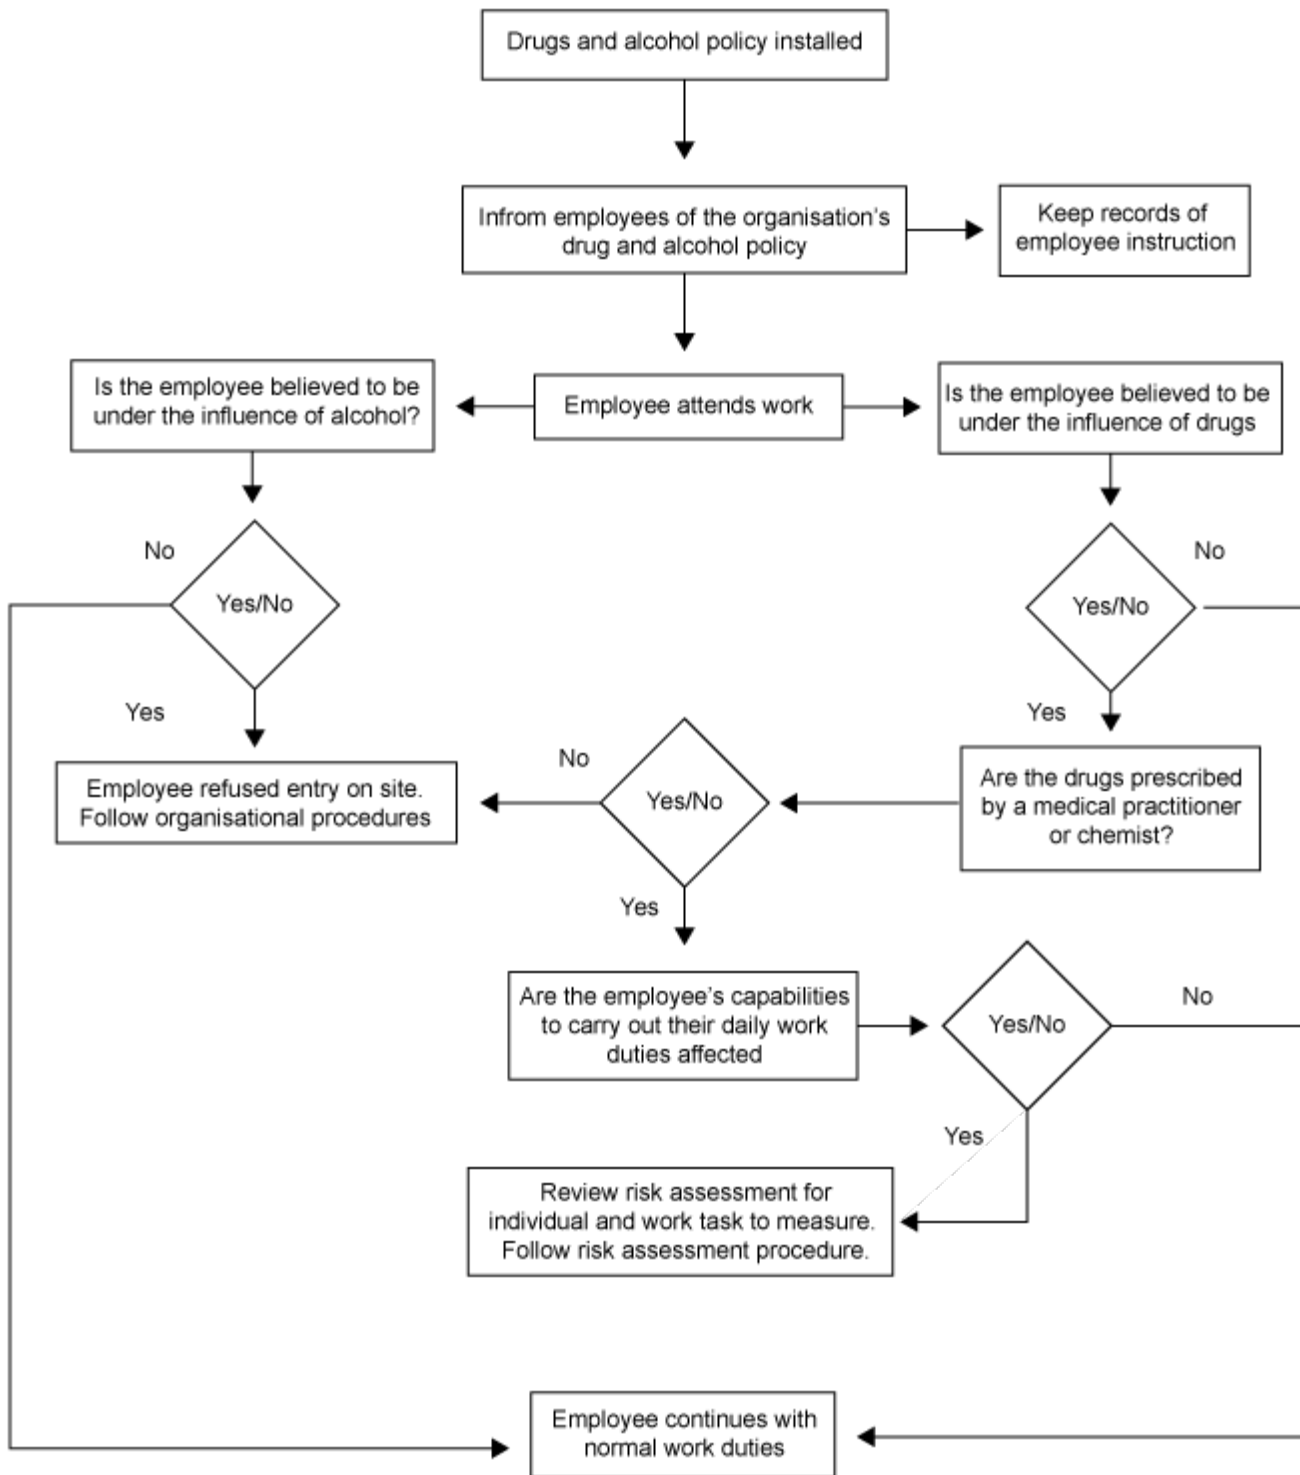 Drugs and alcohol policy installed
Infrom employees of the organisation's
drug and alcohol policy
Keep records of
employee instruction
Is the employee believed to be
under the influence of alcohol?
Employee attends work
Is the employee believed to be
under the influence of drugs
No
Yes/No
Yes
No
Yes/No
Yes
Employee refused entry on site.
Follow organisational procedures
No
Yes/No
Yes
Are the drugs prescribed
by a medical practitioner
or chemist?
Are the employee's capabilities
to carry out their daily work
duties affected
Yes/No
No
Yes
Review risk assessment for
individual and work task to measure.
Follow risk assessment procedure.
Employee continues with
normal work duties